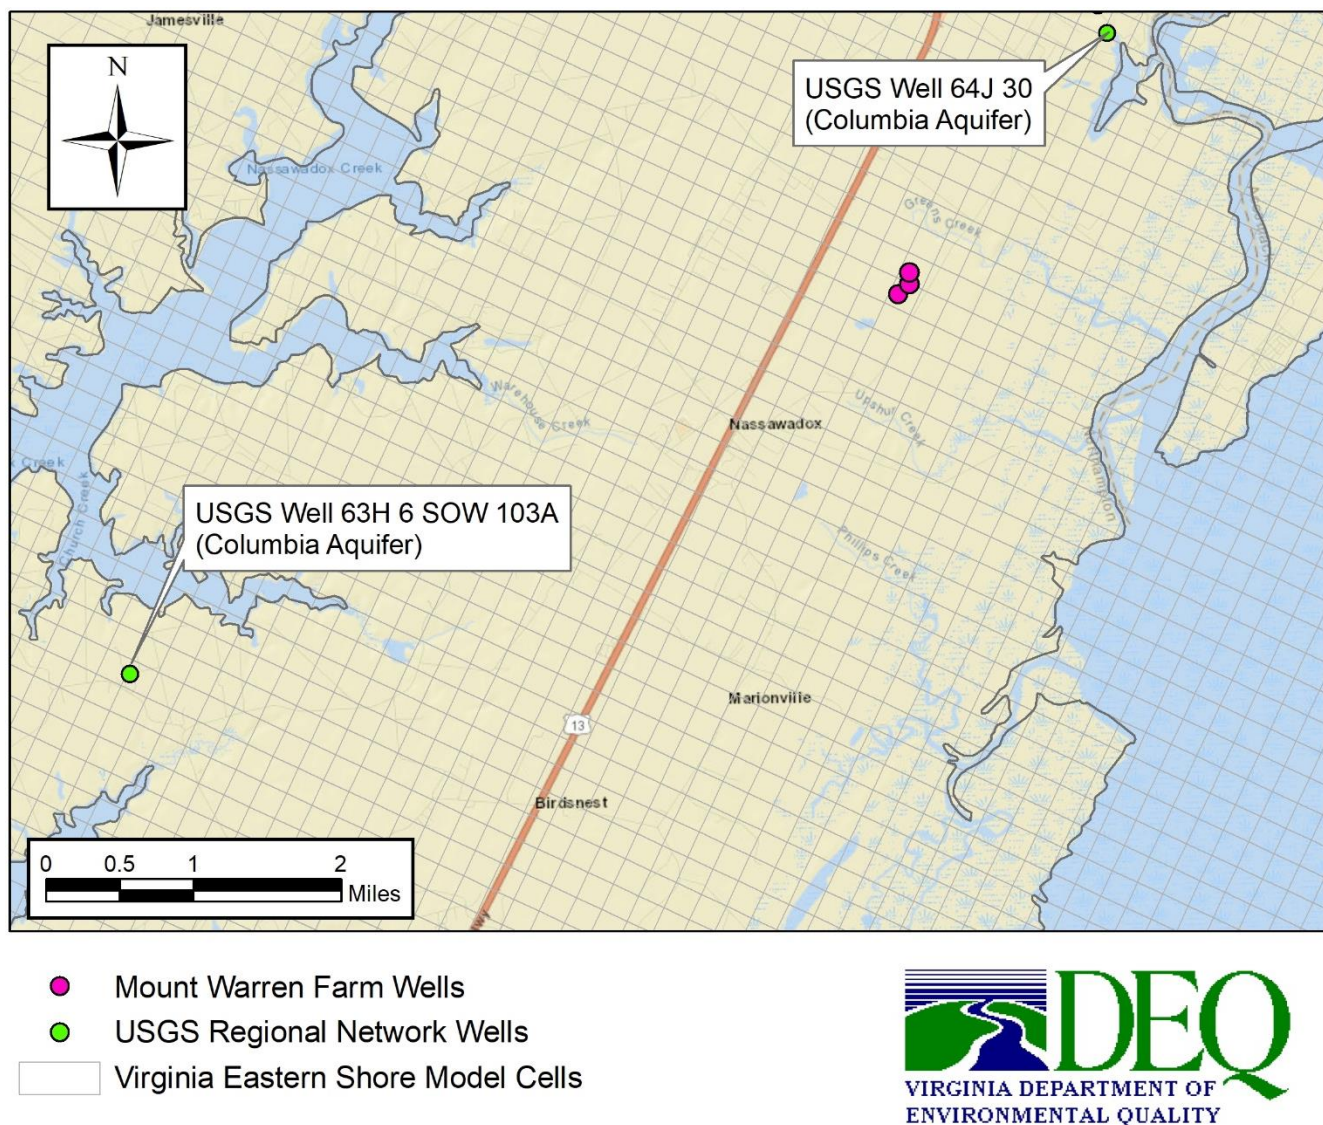 Jamesville
N
USGS Well 64J 30
(Columbia Aquifer)
Nassawadox Creek
Greens Creek
Warehouse Creek
Upshur Creek
Nassawadox
Creek
Church Creek
USGS Well 63H 6 SOW 103A
(Columbia Aquifer)
Phillips Creek
Marionville
13
Birdsnest
0 0.5 1 2
Miles
Hwy
Mount Warren Farm Wells
USGS Regional Network Wells
Virginia Eastern Shore Model Cells
DEQ
VIRGINIA DEPARTMENT OF
ENVIRONMENTAL QUALITY